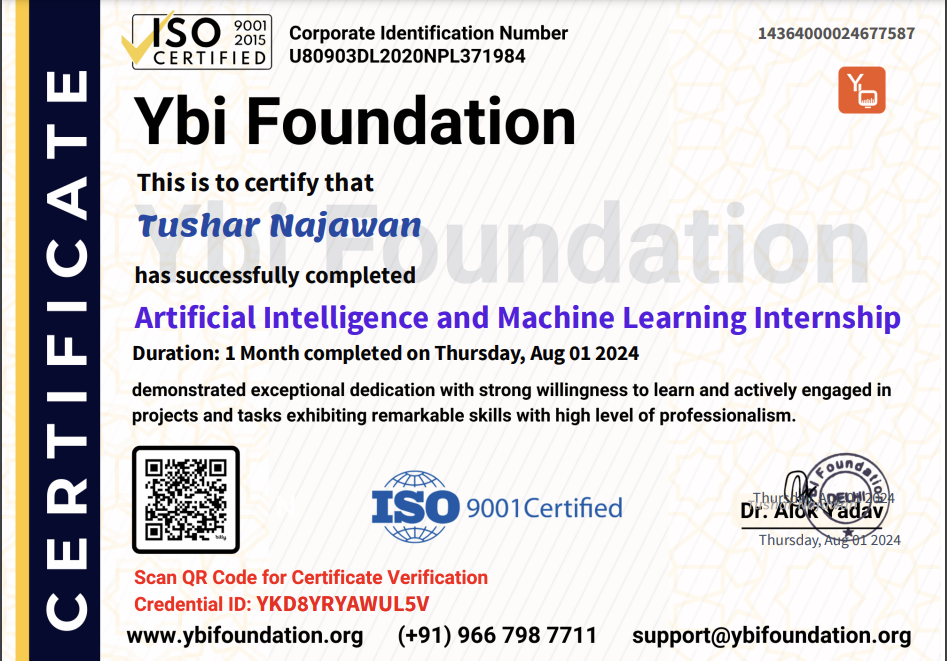 CERTIFICATE
ISO 9001
2015
CERTIFIED
Corporate Identification Number
U80903DL2020NPL371984
14364000024677587
Ybi Foundation
This is to certify that
Tushar Najawan
Ybi Foundation
has successfully completed
Artificial Intelligence and Machine Learning Internship
Duration: 1 Month completed on Thursday, Aug 01 2024
demonstrated exceptional dedication with strong willingness to learn and actively engaged in
projects and tasks exhibiting remarkable skills with high level of professionalism.
bitly
ISO 9001Certified
Ybi Foundation
DELHI
Thursday, Aug 01 2024
Dr. Alok Yadav
Thursday, Aug 01 2024
Scan QR Code for Certificate Verification
Credential ID: YKD8YRYAWUL5V
www.ybifoundation.org (+91) 966 798 7711 support@ybifoundation.org